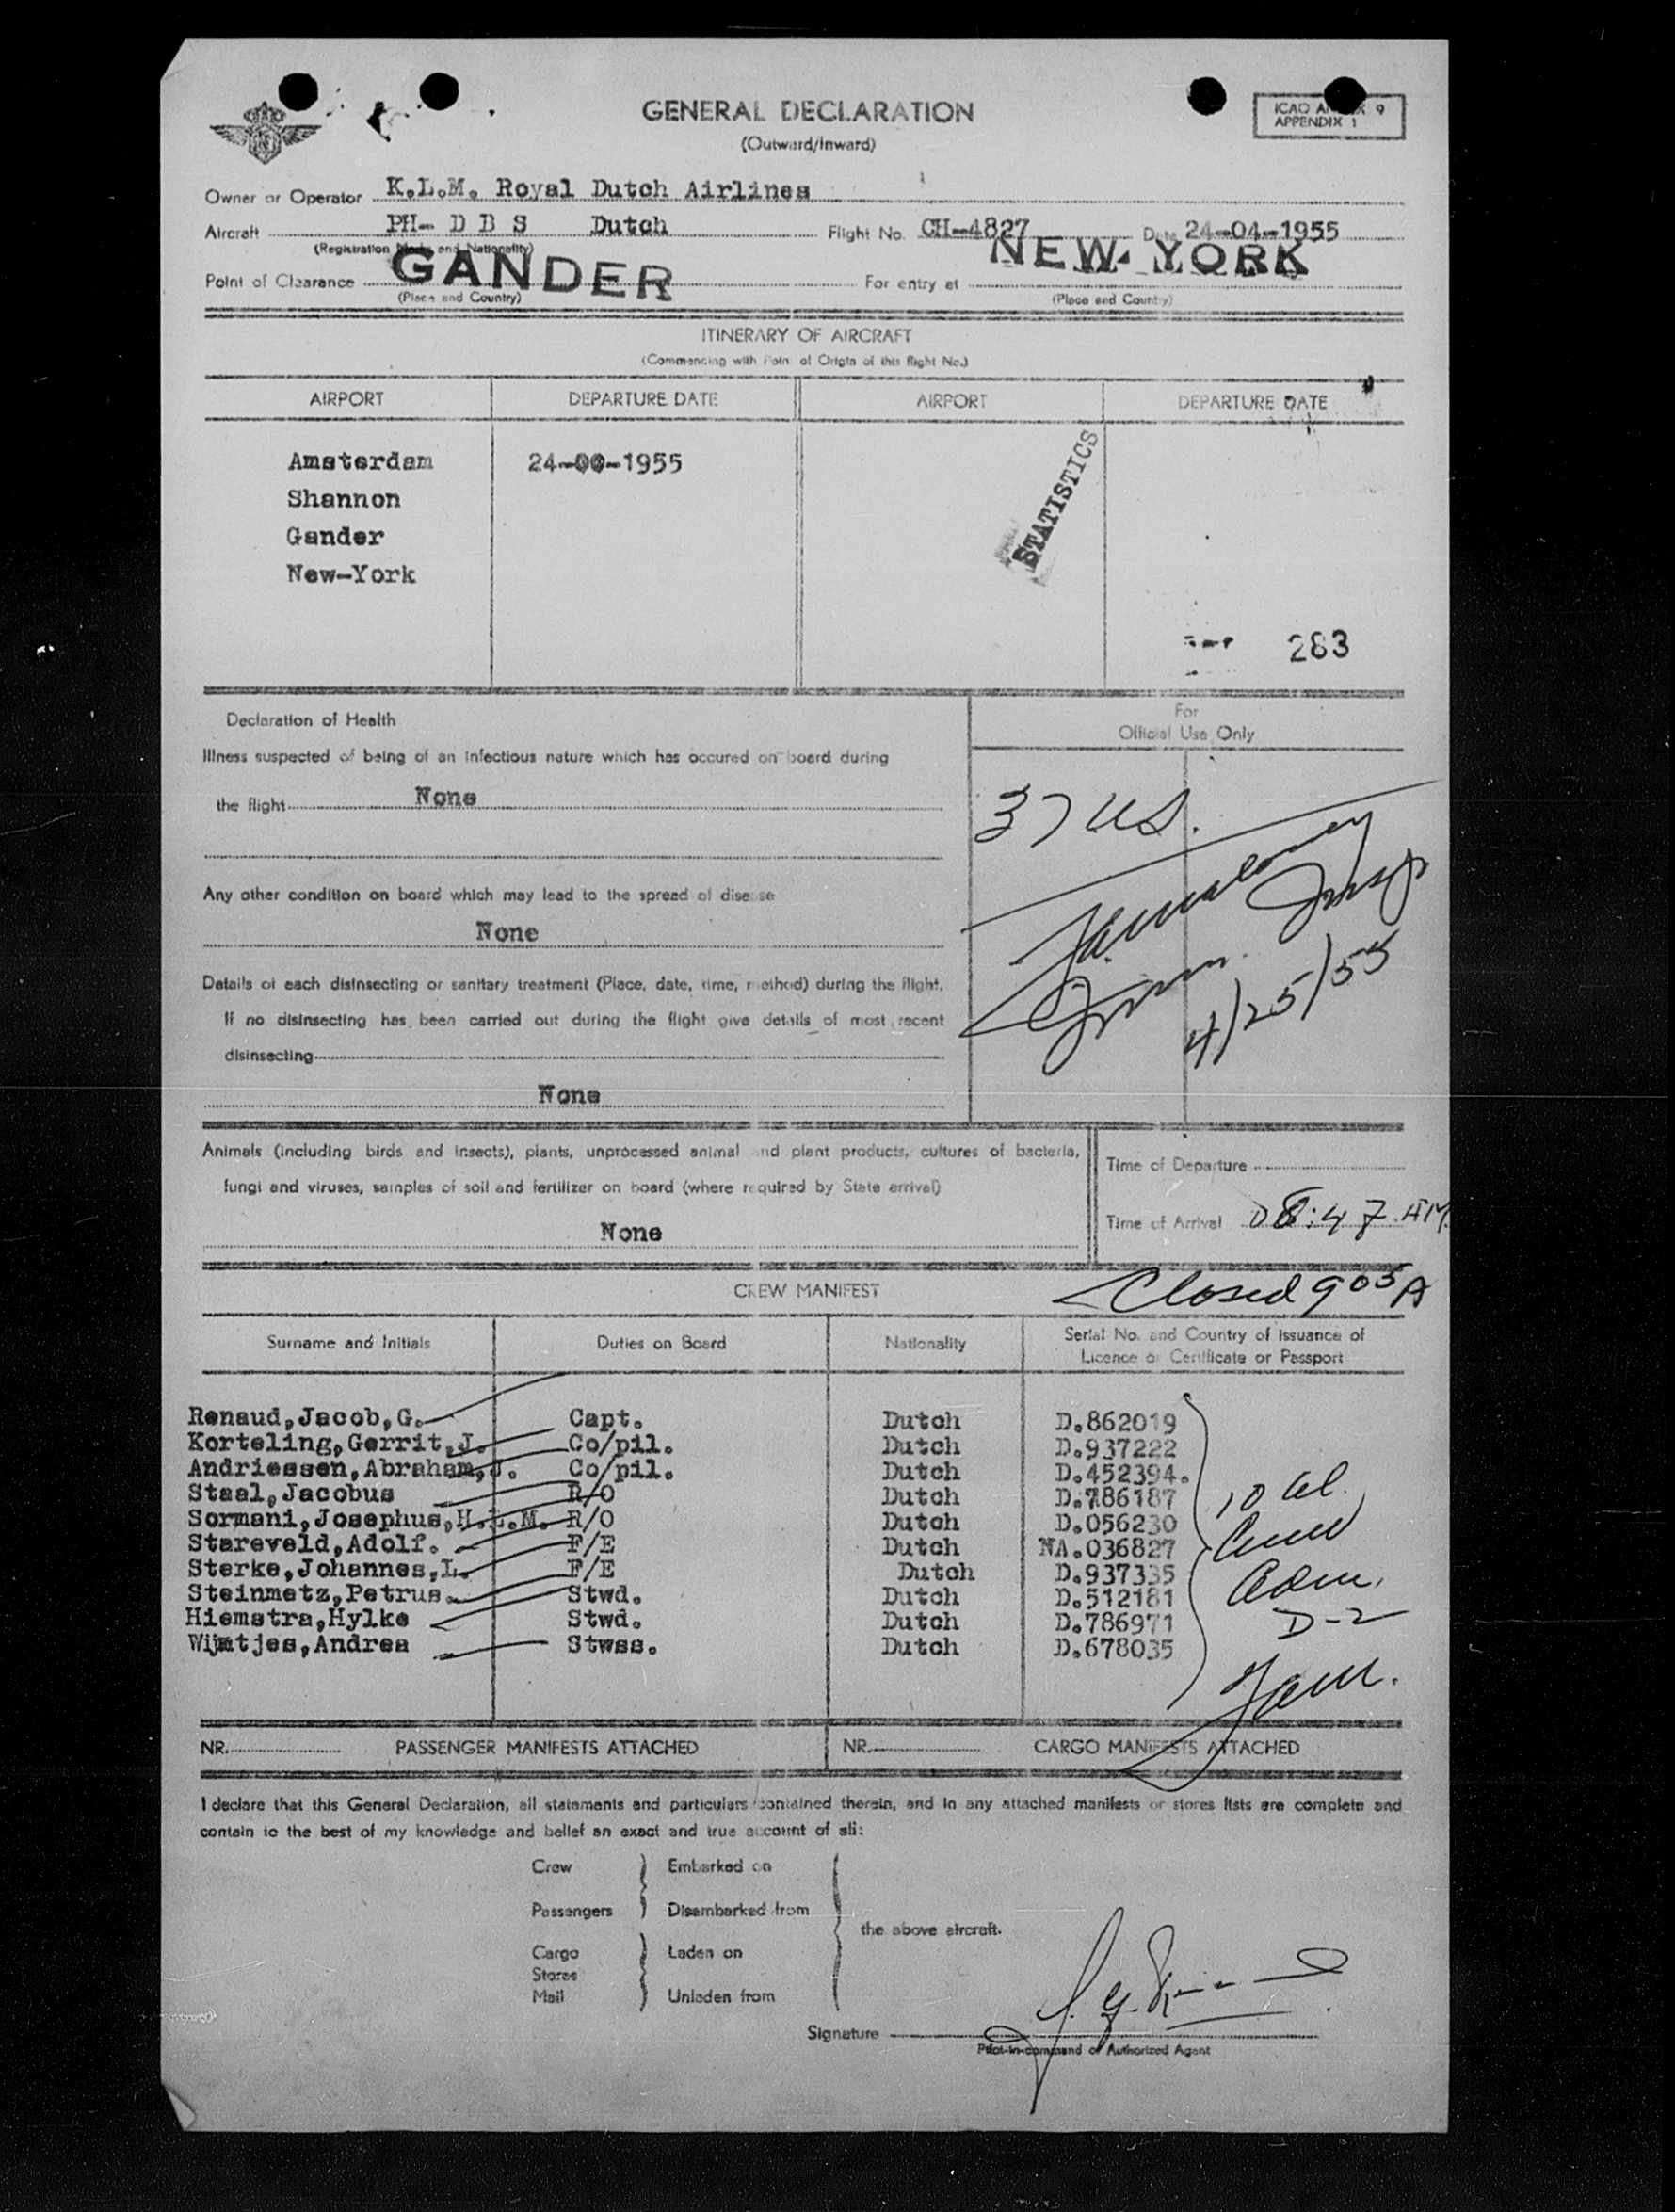 GENERAL DECLARATION
(Outward/Inward)
ICAO 9
APPENDIX 1
Owner or Operator K.L.M. Royal Dutch Airlines
Aircraft PH- D B S Dutch Flight No. CH-4827 Date 24-04-1955
(Registration Marks and Nationality)
Point of Clearance GANDER For entry at NEW YORK
(Place and Country) (Place and Country)
ITINERARY OF AIRCRAFT
(Commencing with Point of Origin of this flight No.)
AIRPORT DEPARTURE DATE AIRPORT DEPARTURE DATE
Amsterdam 24-00-1955
Shannon
Gander
New-York
STATISTICS
283
Declaration of Health
For
Official Use Only
Illness suspected of being of an infectious nature which has occured on board during
the flight None
37 US.
Any other condition on board which may lead to the spread of disease
None
Insp
Details of each disinsecting or sanitary treatment (Place, date, time, method) during the flight.
If no disinsecting has been carried out during the flight give details of most recent
disinsecting
4/25/55
None
Animals (including birds and insects), plants, unprocessed animal and plant products, cultures of bacteria,
fungi and viruses, samples of soil and fertilizer on board (where required by State arrival)
None
Time of Departure
Time of Arrival 08:47 AM
CREW MANIFEST
Closed 905 A
Surname and Initials Duties on Board Nationality Serial No. and Country of issuance of
Licence or Certificate or Passport
Renaud,Jacob,G. Capt. Dutch D.862019
Korteling,Gerrit,J. Co/pil. Dutch D.937222
Andriessen,Abraham,J. Co/pil. Dutch D.452394.
Staal,Jacobus R/O Dutch D.786187
Sormani,Josephus,H.L.M. R/O Dutch D.056230
Stareveld,Adolf. F/E Dutch NA.036827
Sterke,Johannes,L. F/E Dutch D.937335
Steinmetz,Petrus. Stwd. Dutch D.512181
Hiemstra,Hylke Stwd. Dutch D.786971
Wijntjes,Andrea Stwss. Dutch D.678035
10 al.
Crew
Adm.
D-2
NR. PASSENGER MANIFESTS ATTACHED NR. CARGO MANIFESTS ATTACHED
I declare that this General Declaration, all statements and particulars contained therein, and in any attached manifests or stores lists are complete and
contain to the best of my knowledge and belief an exact and true account of all:
Crew Embarked on
Passengers Disembarked from
the above aircraft.
Cargo Laden on
Stores
Mail Unladen from
Signature
Pilot-in-command or Authorized Agent